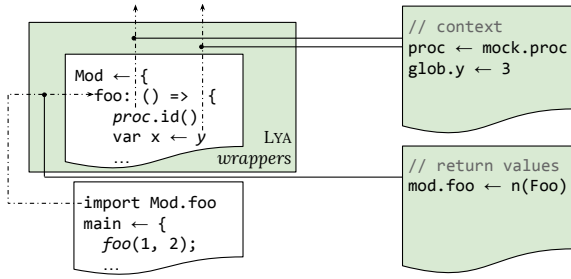 Mod ← {
foo: () => {
proc.id()
var x ← y
...
LYA
wrappers
import Mod.foo
main ← {
foo(1, 2);
...
// context
proc ← mock.proc
glob.y ← 3
// return values
mod.foo ← n(Foo)